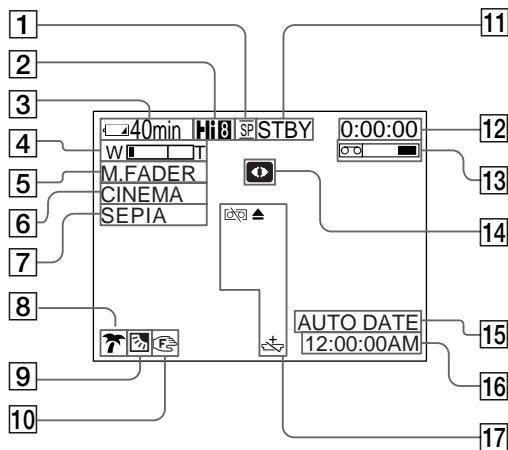 1
2
3
4
5
6
7
8
9
10
11
12
13
14
15
16
17
40min Hi8 SP STBY 0:00:00
W T
M.FADER
CINEMA
SEPIA
F
AUTO DATE
12:00:00AM